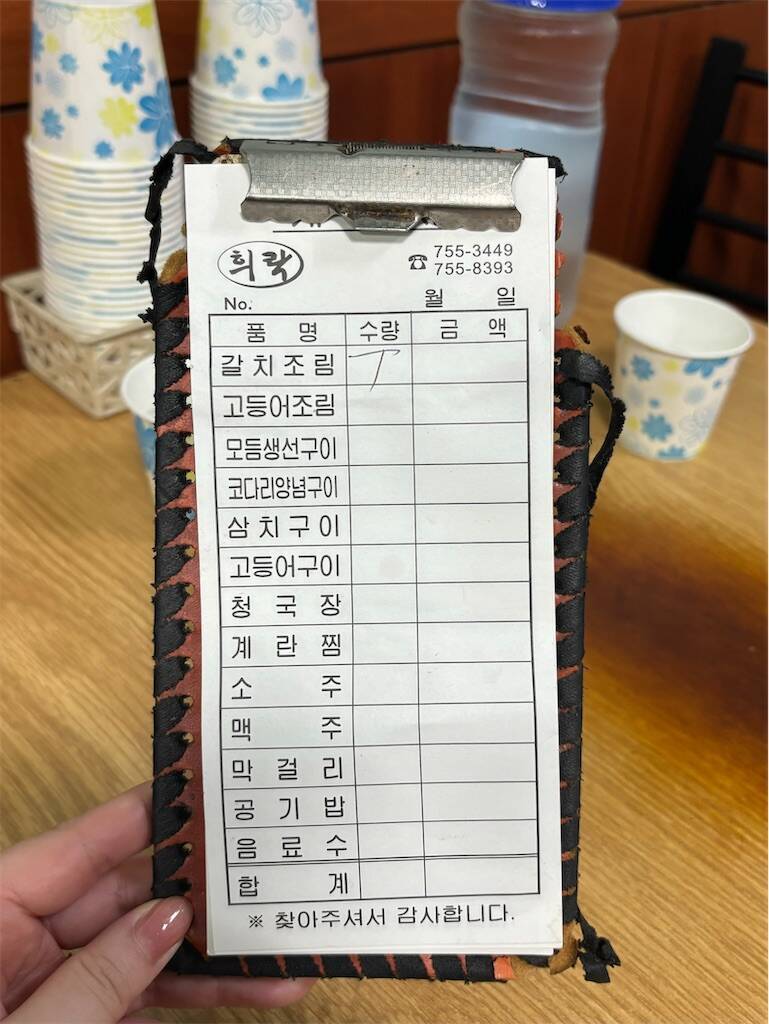 희락
☎ 755-3449
755-8393
No. 월 일
품 명 수량 금 액
갈치조림 T
고등어조림
모듬생선구이
코다리양념구이
삼치구이
고등어구이
청국장
계란찜
소주
맥주
막걸리
공기밥
음료수
합계
※ 찾아주셔서 감사합니다.